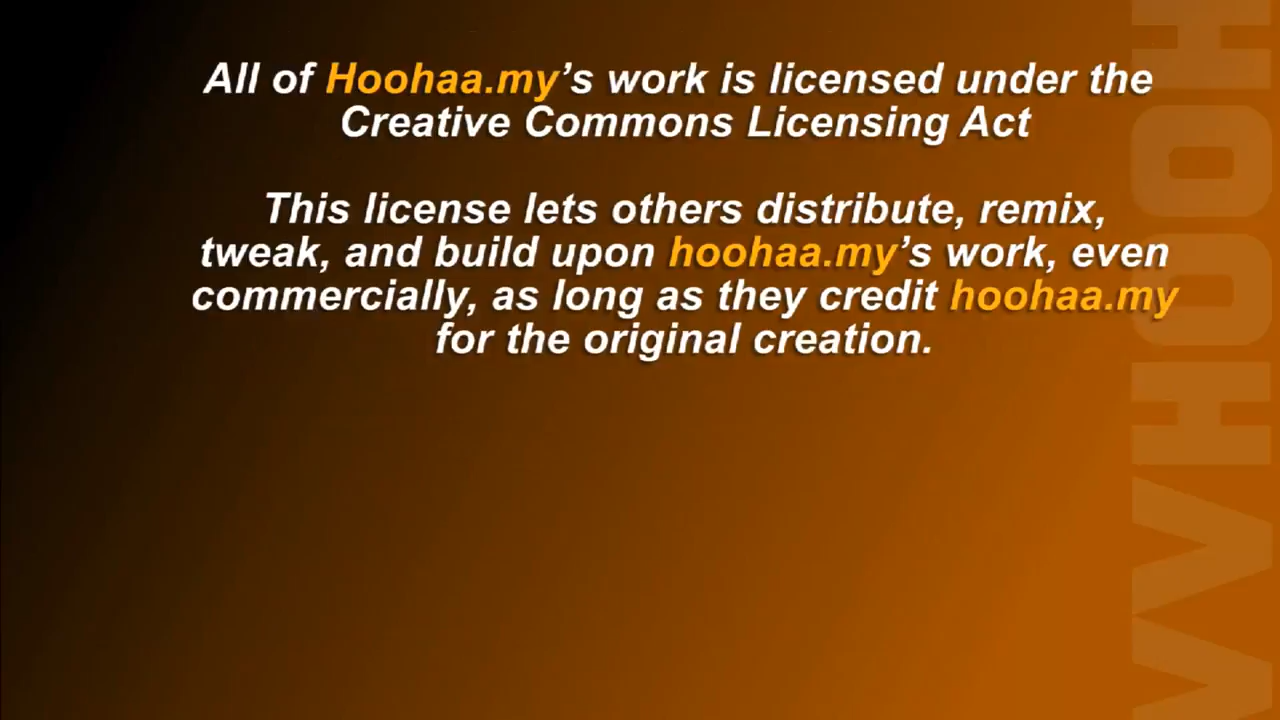 All of Hoohaa.my’s work is licensed under the
Creative Commons Licensing Act
This license lets others distribute, remix,
tweak, and build upon hoohaa.my’s work, even
commercially, as long as they credit hoohaa.my
for the original creation.